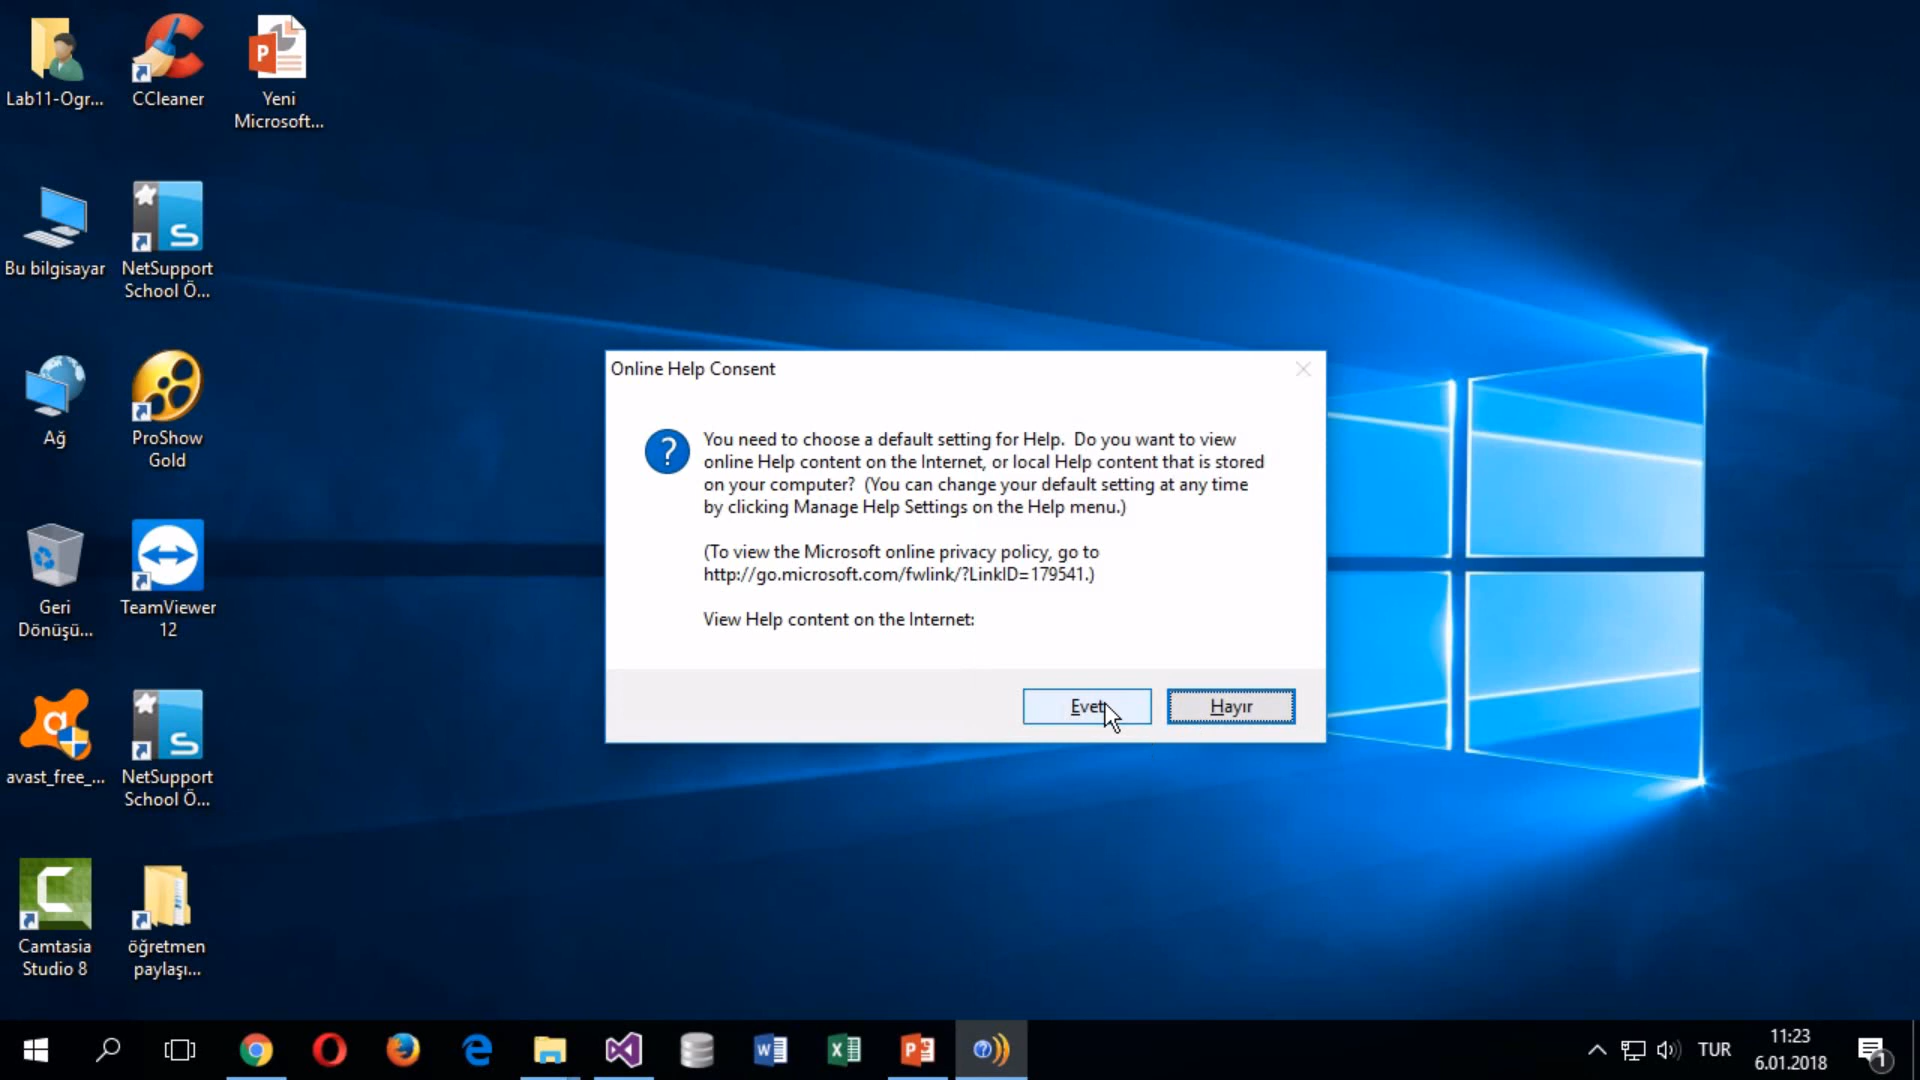 Lab11-Ogr...
CCleaner
Yeni
Microsoft...
Bu bilgisayar
NetSupport
School Ö...
Ağ
ProShow
Gold
Geri
Dönüşü...
TeamViewer
12
avast_free_...
NetSupport
School Ö...
Camtasia
Studio 8
öğretmen
paylaşı...
Online Help Consent
You need to choose a default setting for Help. Do you want to view
online Help content on the Internet, or local Help content that is stored
on your computer? (You can change your default setting at any time
by clicking Manage Help Settings on the Help menu.)
(To view the Microsoft online privacy policy, go to
http://go.microsoft.com/fwlink/?LinkID=179541.)
View Help content on the Internet:
Evet
Hayır
TUR
11:23
6.01.2018
1